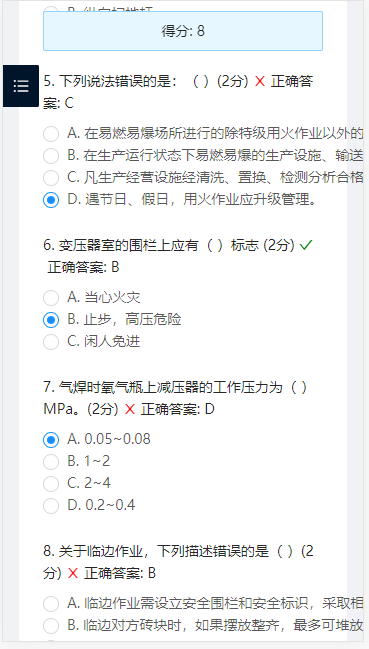 得分: 8
5. 下列说法错误的是：（ ）(2分) ✕ 正确答
案: C
A. 在易燃易爆场所进行的除特级用火作业以外的
B. 在生产运行状态下易燃易爆的生产设施、输送
C. 凡生产经营设施经清洗、置换、检测分析合格
D. 遇节日、假日，用火作业应升级管理。
6. 变压器室的围栏上应有（ ）标志 (2分) ✓
正确答案: B
A. 当心火灾
B. 止步，高压危险
C. 闲人免进
7. 气焊时氧气瓶上减压器的工作压力为（ ）
MPa。(2分) ✕ 正确答案: D
A. 0.05~0.08
B. 1~2
C. 2~4
D. 0.2~0.4
8. 关于临边作业，下列描述错误的是（ ）(2
分) ✕ 正确答案: B
A. 临边作业需设立安全围栏和安全标识，采取相
B. 临边对方砖块时，如果摆放整齐，最多可堆放